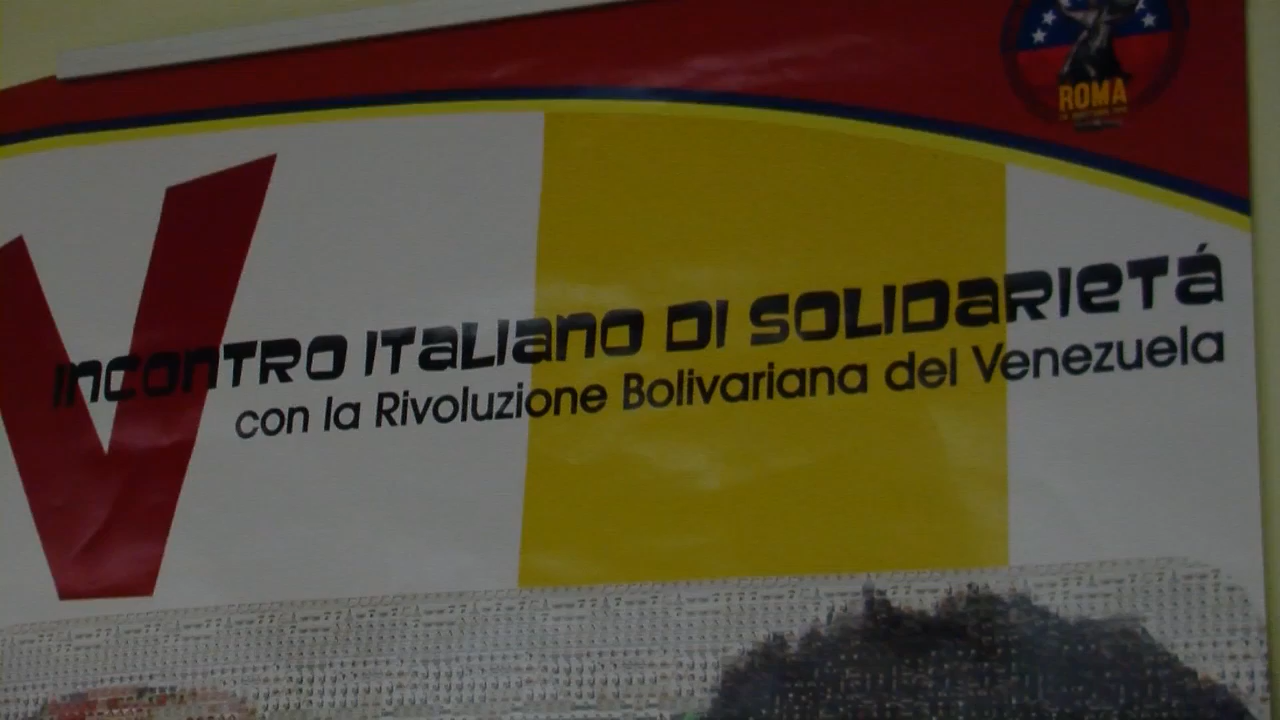 ROMA
V
INCONTRO ITALIANO DI SOLIDARIETÁ
con la Rivoluzione Bolivariana del Venezuela